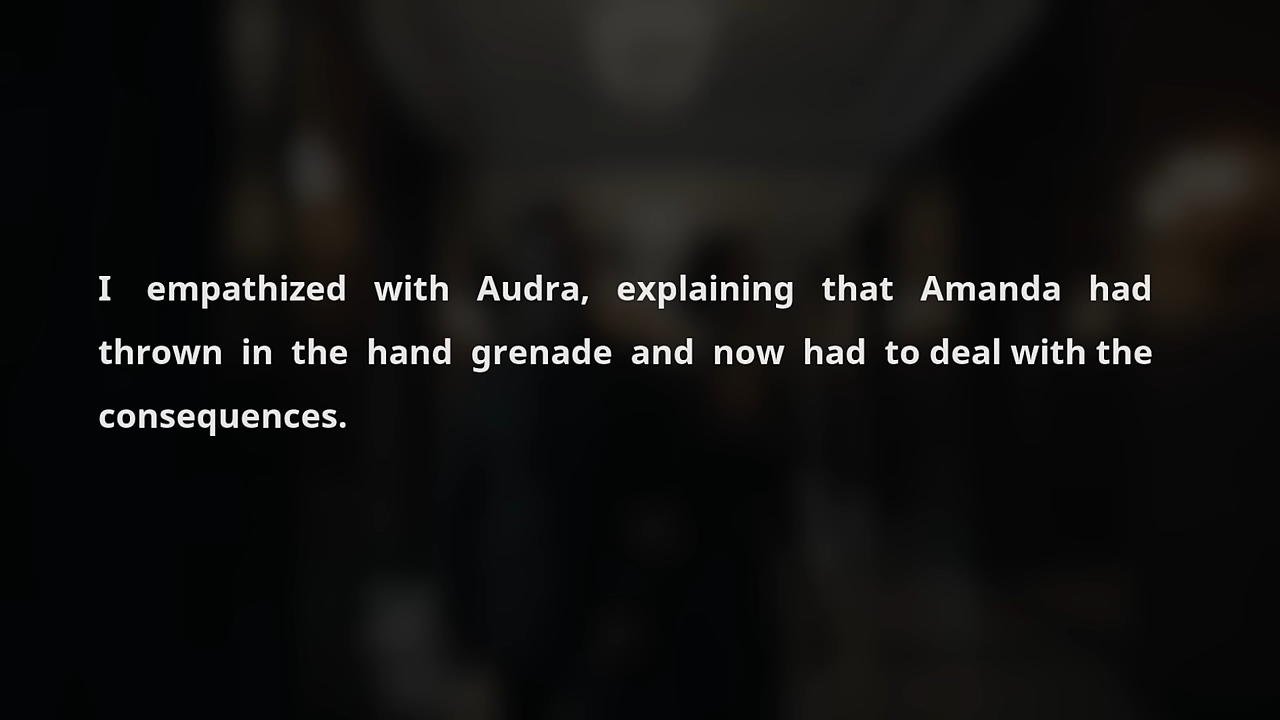 I empathized with Audra, explaining that Amanda had
thrown in the hand grenade and now had to deal with the
consequences.